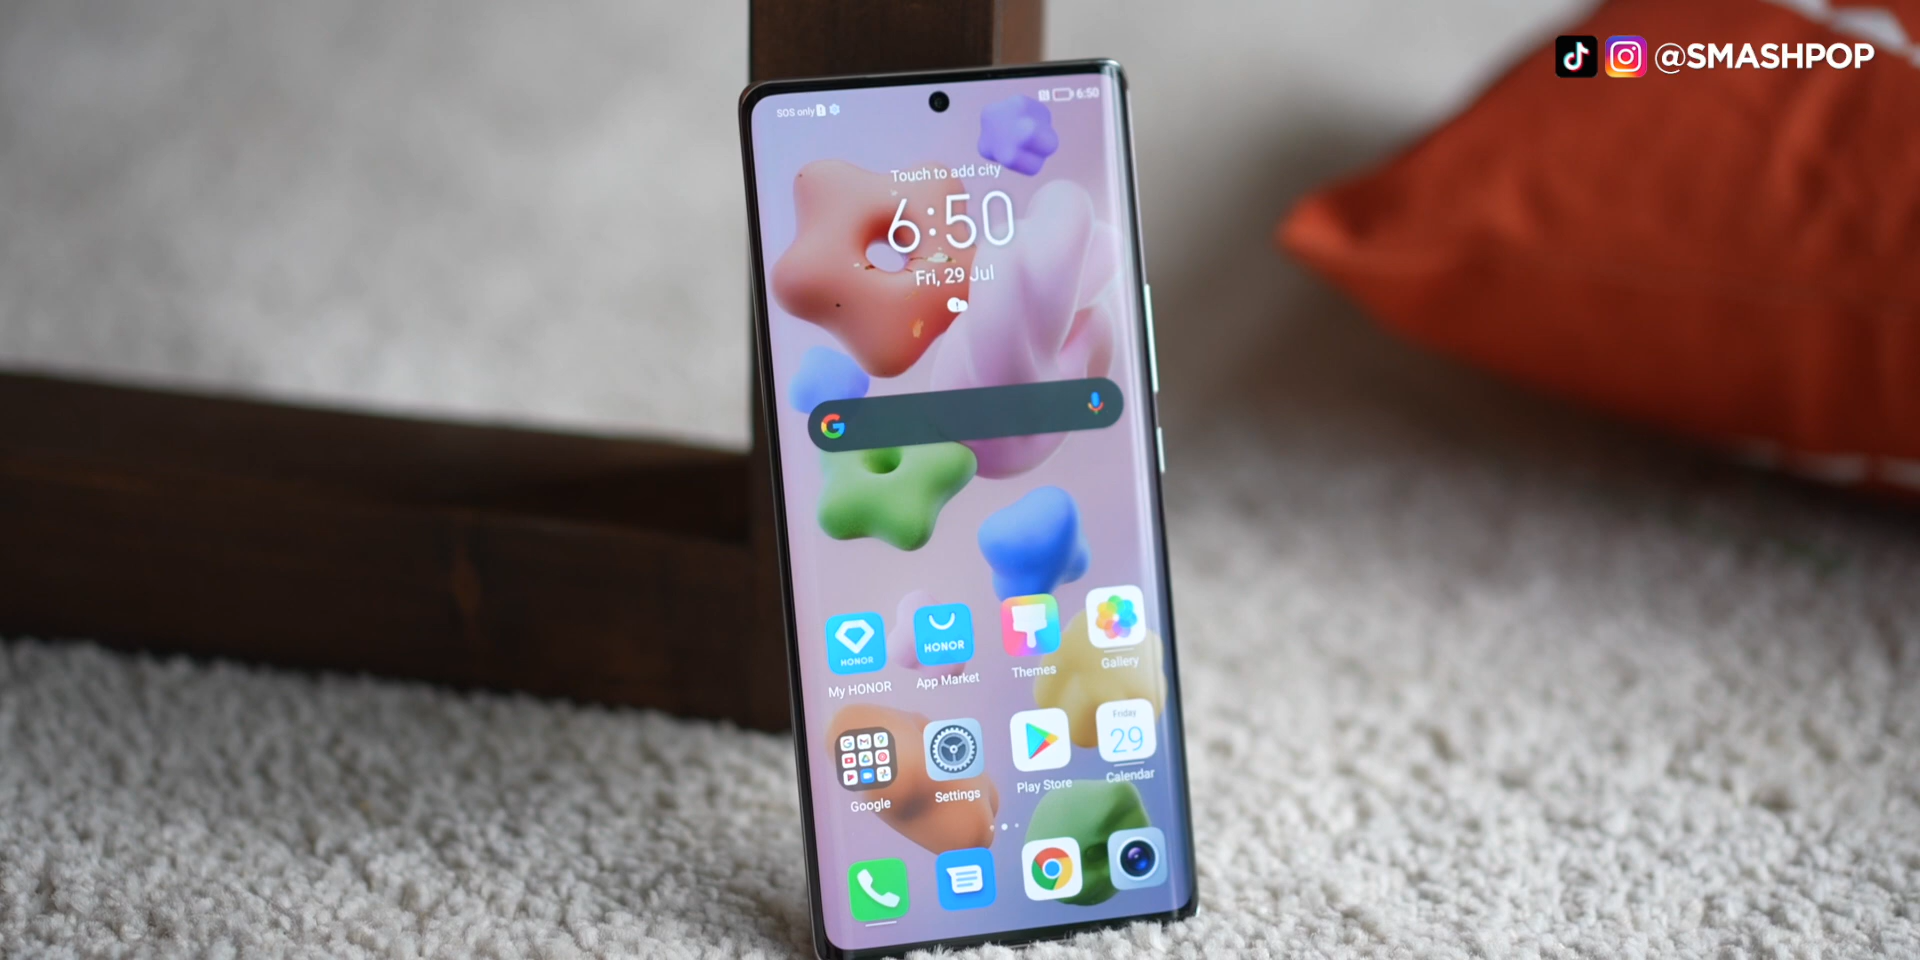 @SMASHPOP
SOS only
6:50
Touch to add city
6:50
Fri, 29 Jul
HONOR
HONOR
My HONOR
App Market
Themes
Gallery
Friday
29
Google
Settings
Play Store
Calendar